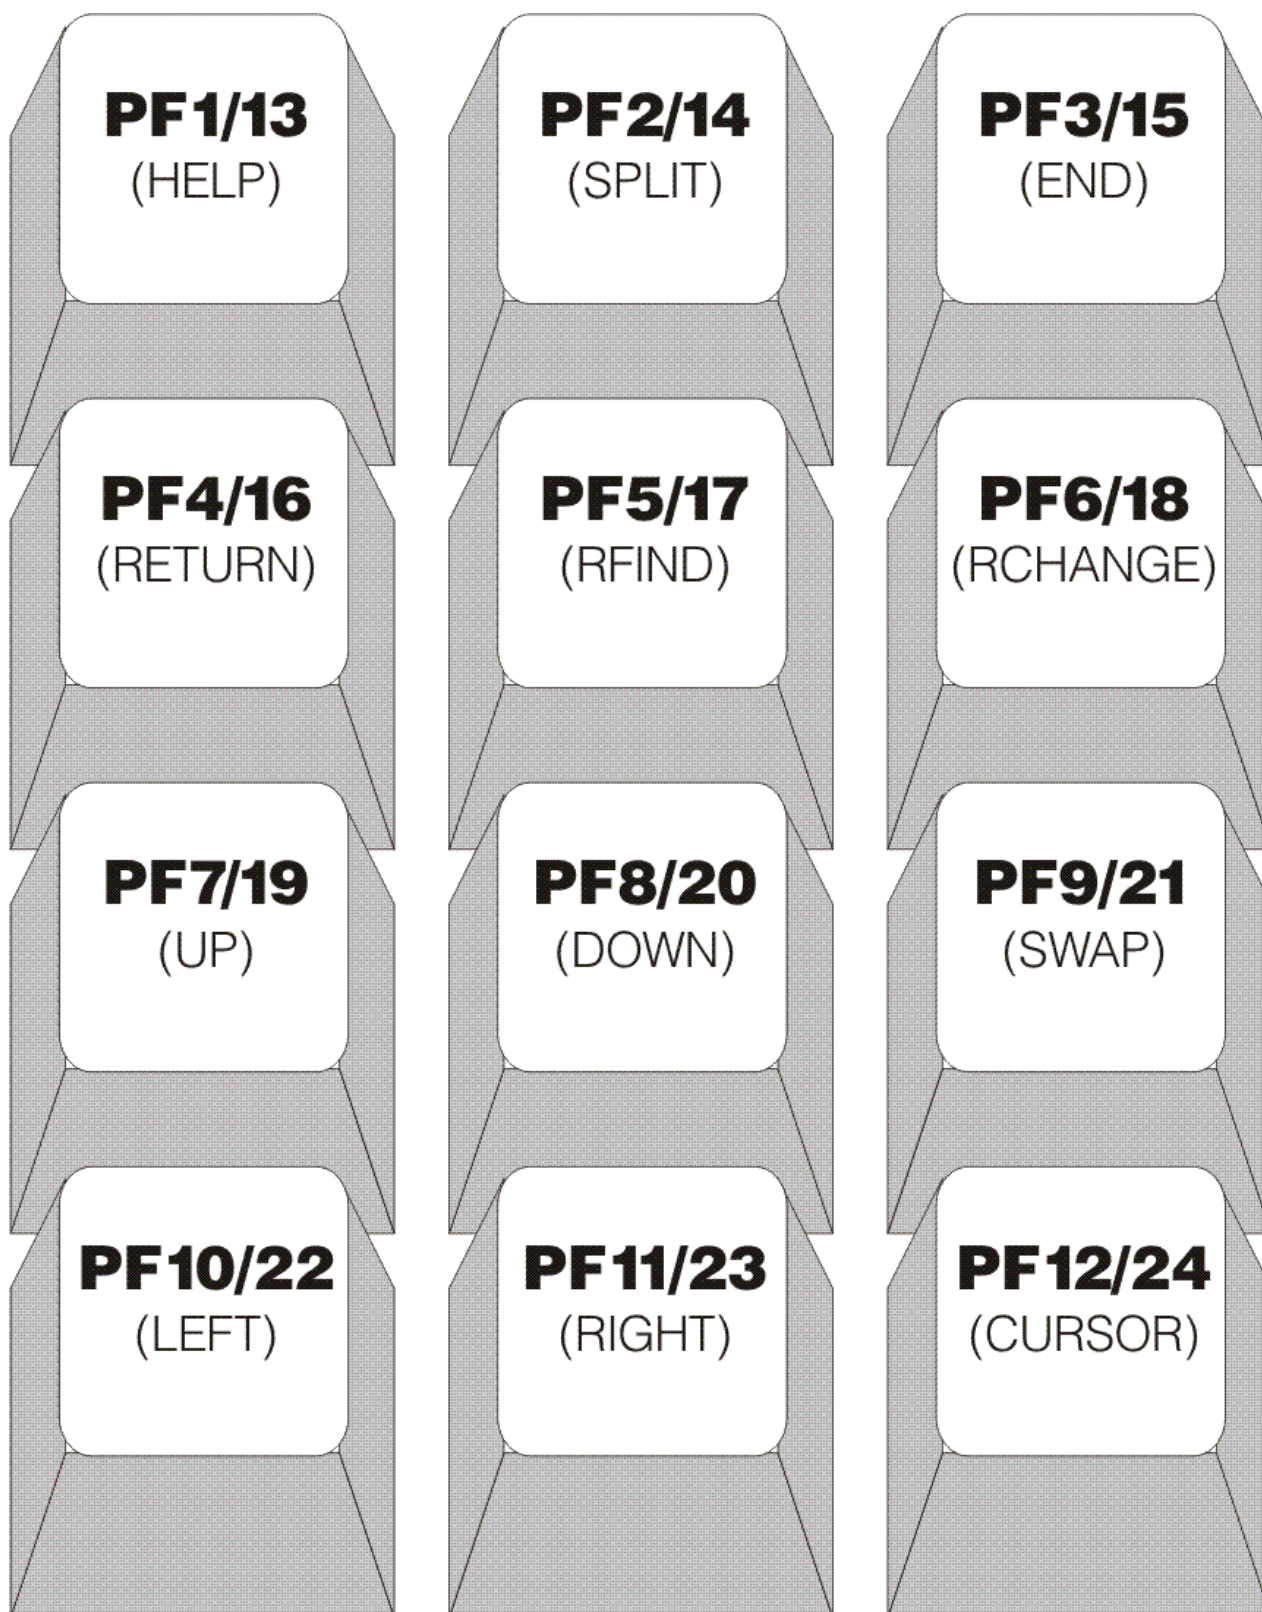 PF1/13
(HELP)
PF2/14
(SPLIT)
PF3/15
(END)
PF4/16
(RETURN)
PF5/17
(RFIND)
PF6/18
(RCHANGE)
PF7/19
(UP)
PF8/20
(DOWN)
PF9/21
(SWAP)
PF10/22
(LEFT)
PF11/23
(RIGHT)
PF12/24
(CURSOR)